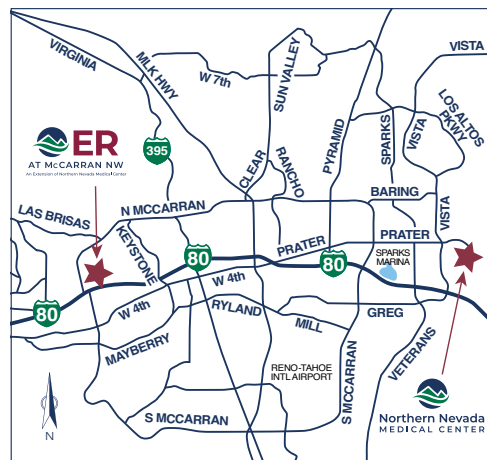 VIRGINIA
MLK HWY
W 7th
SUN VALLEY
VISTA
LOS ALTOS
PKWY
VISTA
SPARKS
PYRAMID
ER
AT McCARRAN NW
An Extension of Northern Nevada Medical Center
395
CLEAR
RANCHO
BARING
VISTA
LAS BRISAS
N MCCARRAN
KEYSTONE
80
PRATER
PRATER
80
SPARKS
MARINA
W 4th
80
W 4th
RYLAND
MILL
GREG
MAYBERRY
VETERANS
RENO-TAHOE
INTL AIRPORT
S MCCARRAN
S MCCARRAN
N
Northern Nevada
MEDICAL CENTER